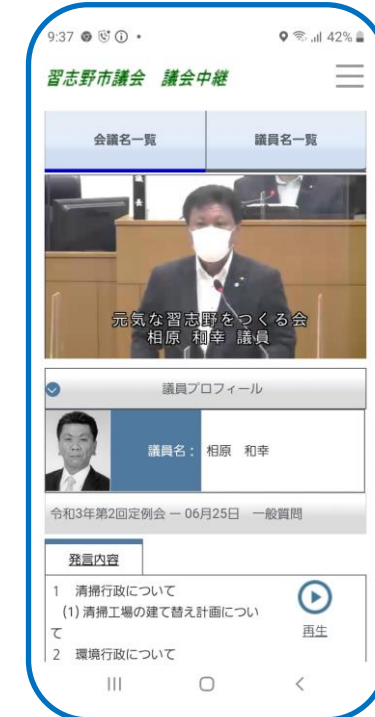 9:37 42%
習志野市議会 議会中継
会議名一覧 議員名一覧
元気な習志野をつくる会
相原 和幸 議員
議員プロフィール
議員名： 相原 和幸
令和3年第2回定例会 ― 06月25日 一般質問
発言内容
1 清掃行政について
(1) 清掃工場の建て替え計画につい
て
再生
2 環境行政について